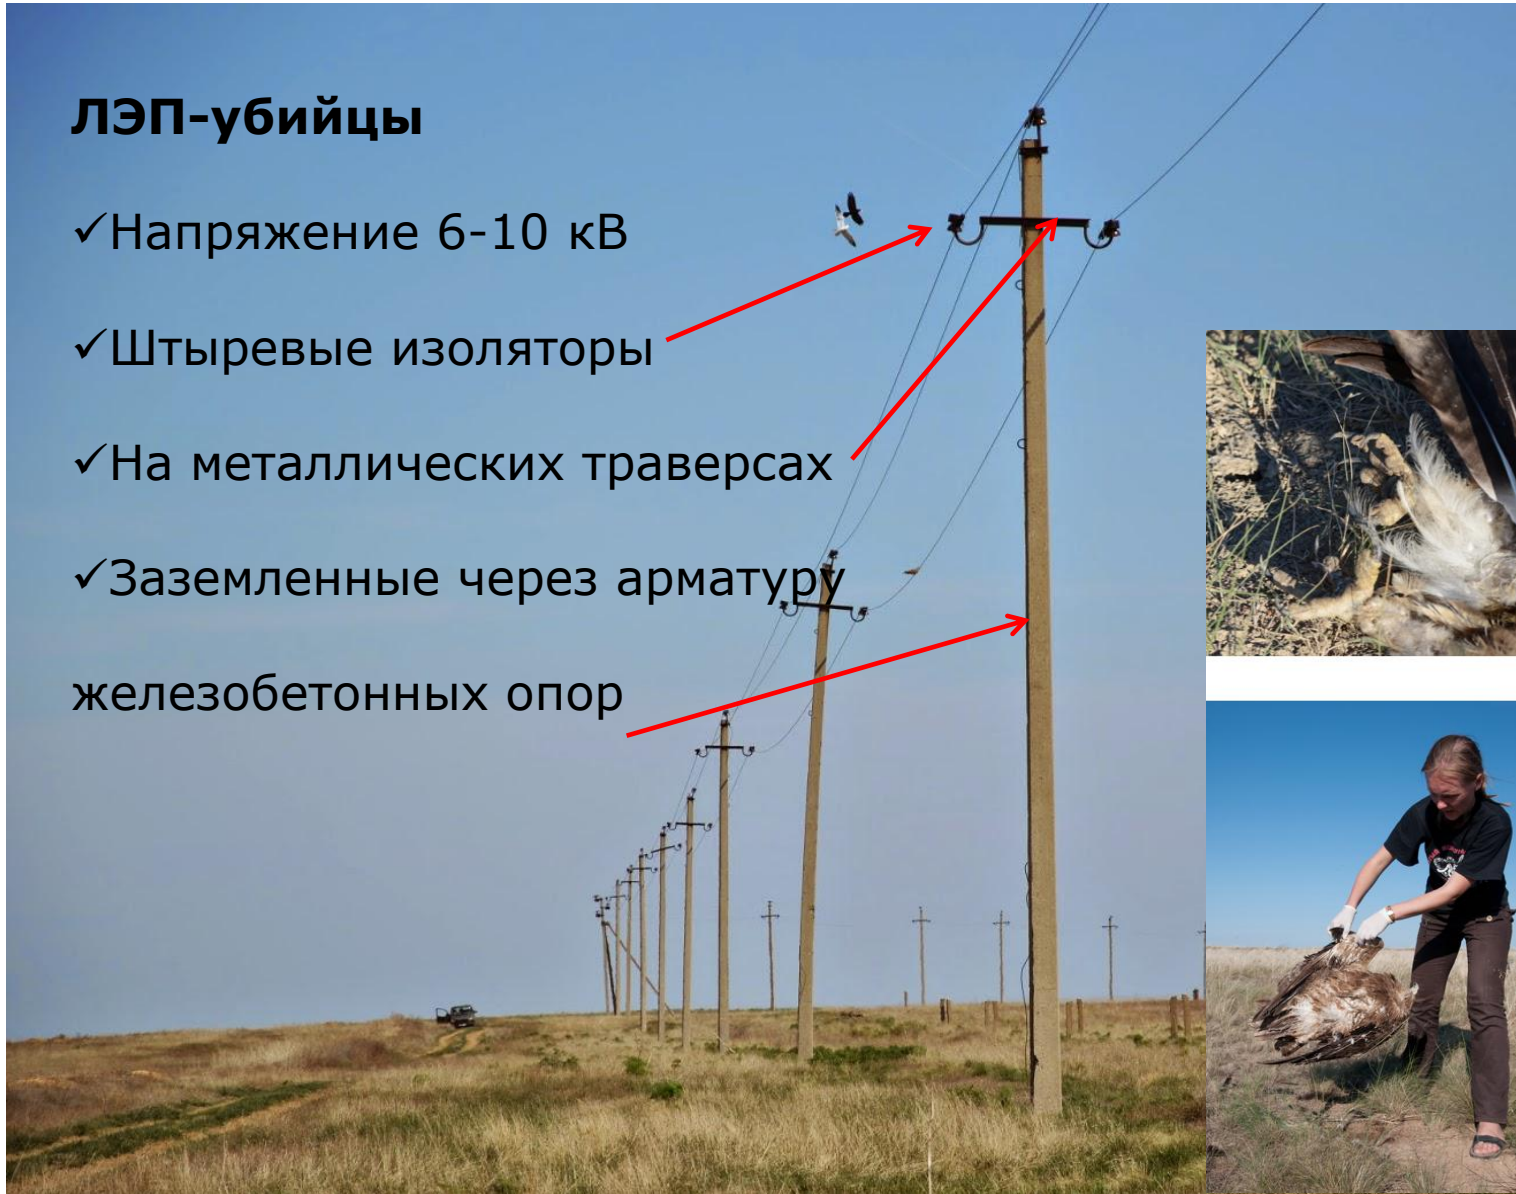 ЛЭП-убийцы
✓Напряжение 6-10 кВ
✓Штыревые изоляторы
✓На металлических траверсах
✓Заземленные через арматуру
железобетонных опор